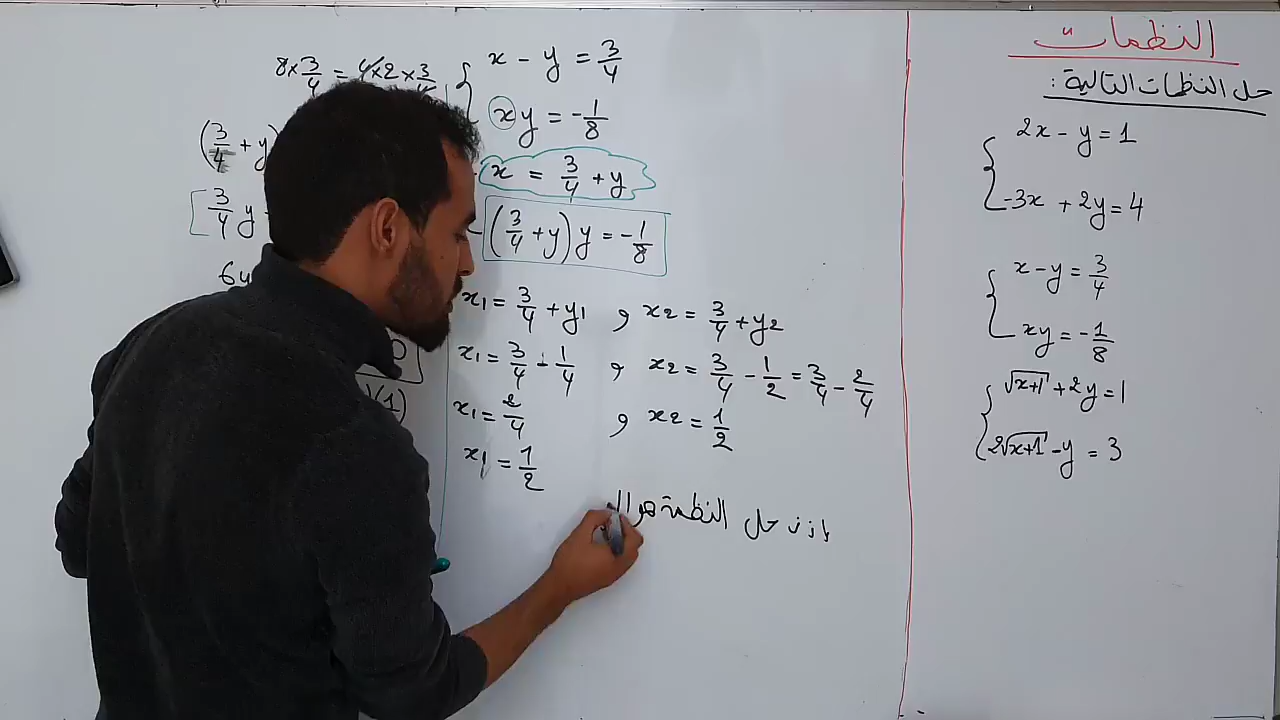 النظمات
حل النظمات التالية :
2x - y = 1
-3x + 2y = 4
x - y = 3/4
xy = -1/8
√x+1 + 2y = 1
2√x+1 - y = 3
8 × 3/4 = 4×2 × 3/4
(3/4 + y)
3/4 y
6y
)(1)
x - y = 3/4
xy = -1/8
x = 3/4 + y
(3/4 + y) y = -1/8
x1 = 3/4 + y1 و x2 = 3/4 + y2
x1 = 3/4 - 1/4 و x2 = 3/4 - 1/2 = 3/4 - 2/4
x1 = 2/4 و x2 = 1/2
x1 = 1/2
إذن حل النظمة هو ال